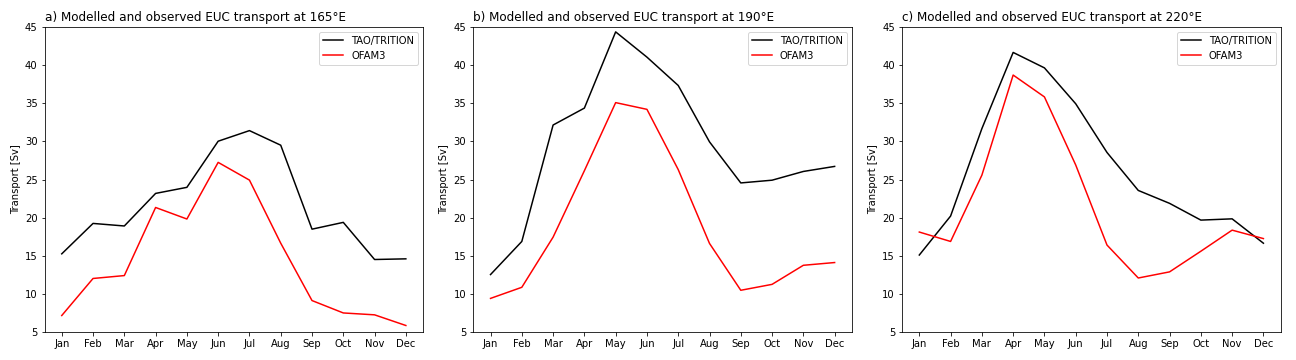 a) Modelled and observed EUC transport at 165°E
45
40
35
30
25
20
15
10
5
Transport [Sv]
TAO/TRITION
OFAM3
Jan Feb Mar Apr May Jun Jul Aug Sep Oct Nov Dec
b) Modelled and observed EUC transport at 190°E
45
40
35
30
25
20
15
10
5
Transport [Sv]
TAO/TRITION
OFAM3
Jan Feb Mar Apr May Jun Jul Aug Sep Oct Nov Dec
c) Modelled and observed EUC transport at 220°E
45
40
35
30
25
20
15
10
5
Transport [Sv]
TAO/TRITION
OFAM3
Jan Feb Mar Apr May Jun Jul Aug Sep Oct Nov Dec